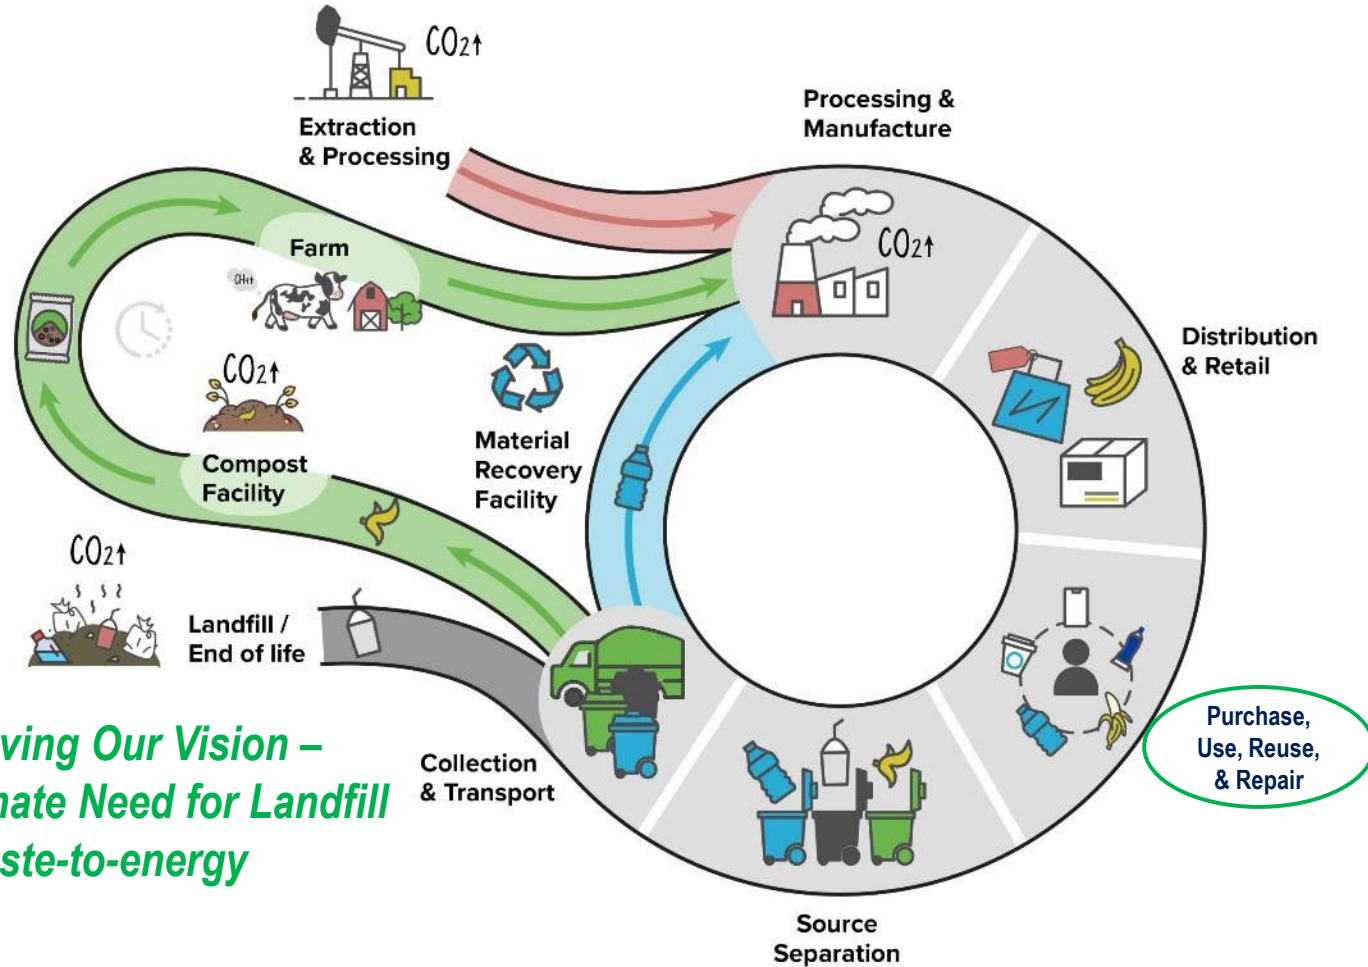 CO2↑
Extraction
& Processing
Processing &
Manufacture
CO2↑
Farm
CH4↑
Distribution
& Retail
CO2↑
Material
Recovery
Facility
Compost
Facility
CO2↑
Landfill /
End of life
Purchase,
Use, Reuse,
& Repair
ving Our Vision –
nate Need for Landfill
ste-to-energy
Collection
& Transport
Source
Separation